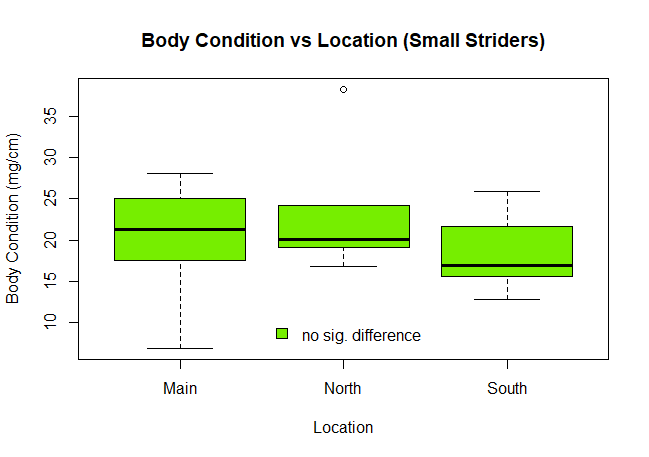 Body Condition vs Location (Small Striders)
Body Condition (mg/cm)
35
30
25
20
15
10
no sig. difference
Main North South
Location